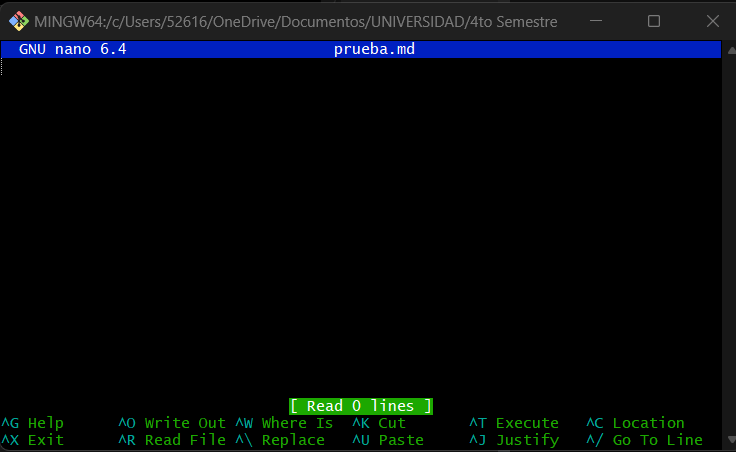 MINGW64:/c/Users/52616/OneDrive/Documentos/UNIVERSIDAD/4to Semestre
GNU nano 6.4 prueba.md
[ Read 0 lines ]
^G Help ^O Write Out ^W Where Is ^K Cut ^T Execute ^C Location
^X Exit ^R Read File ^\ Replace ^U Paste ^J Justify ^/ Go To Line